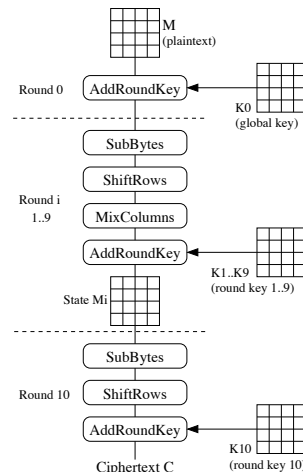 M
(plaintext)
Round 0
AddRoundKey
K0
(global key)
SubBytes
ShiftRows
Round i
1..9
MixColumns
AddRoundKey
K1..K9
(round key 1..9)
State Mi
SubBytes
Round 10
ShiftRows
AddRoundKey
K10
(round key 10)
Ciphertext C